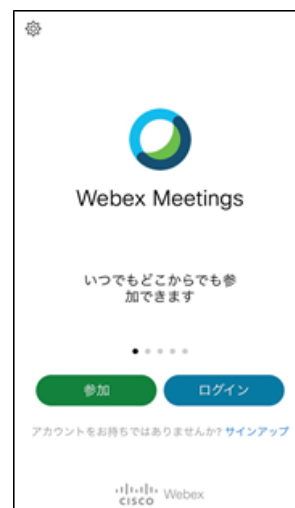 Webex Meetings
いつでもどこからでも参
加できます
参加 ログイン
アカウントをお持ちではありませんか? サインアップ
CISCO Webex